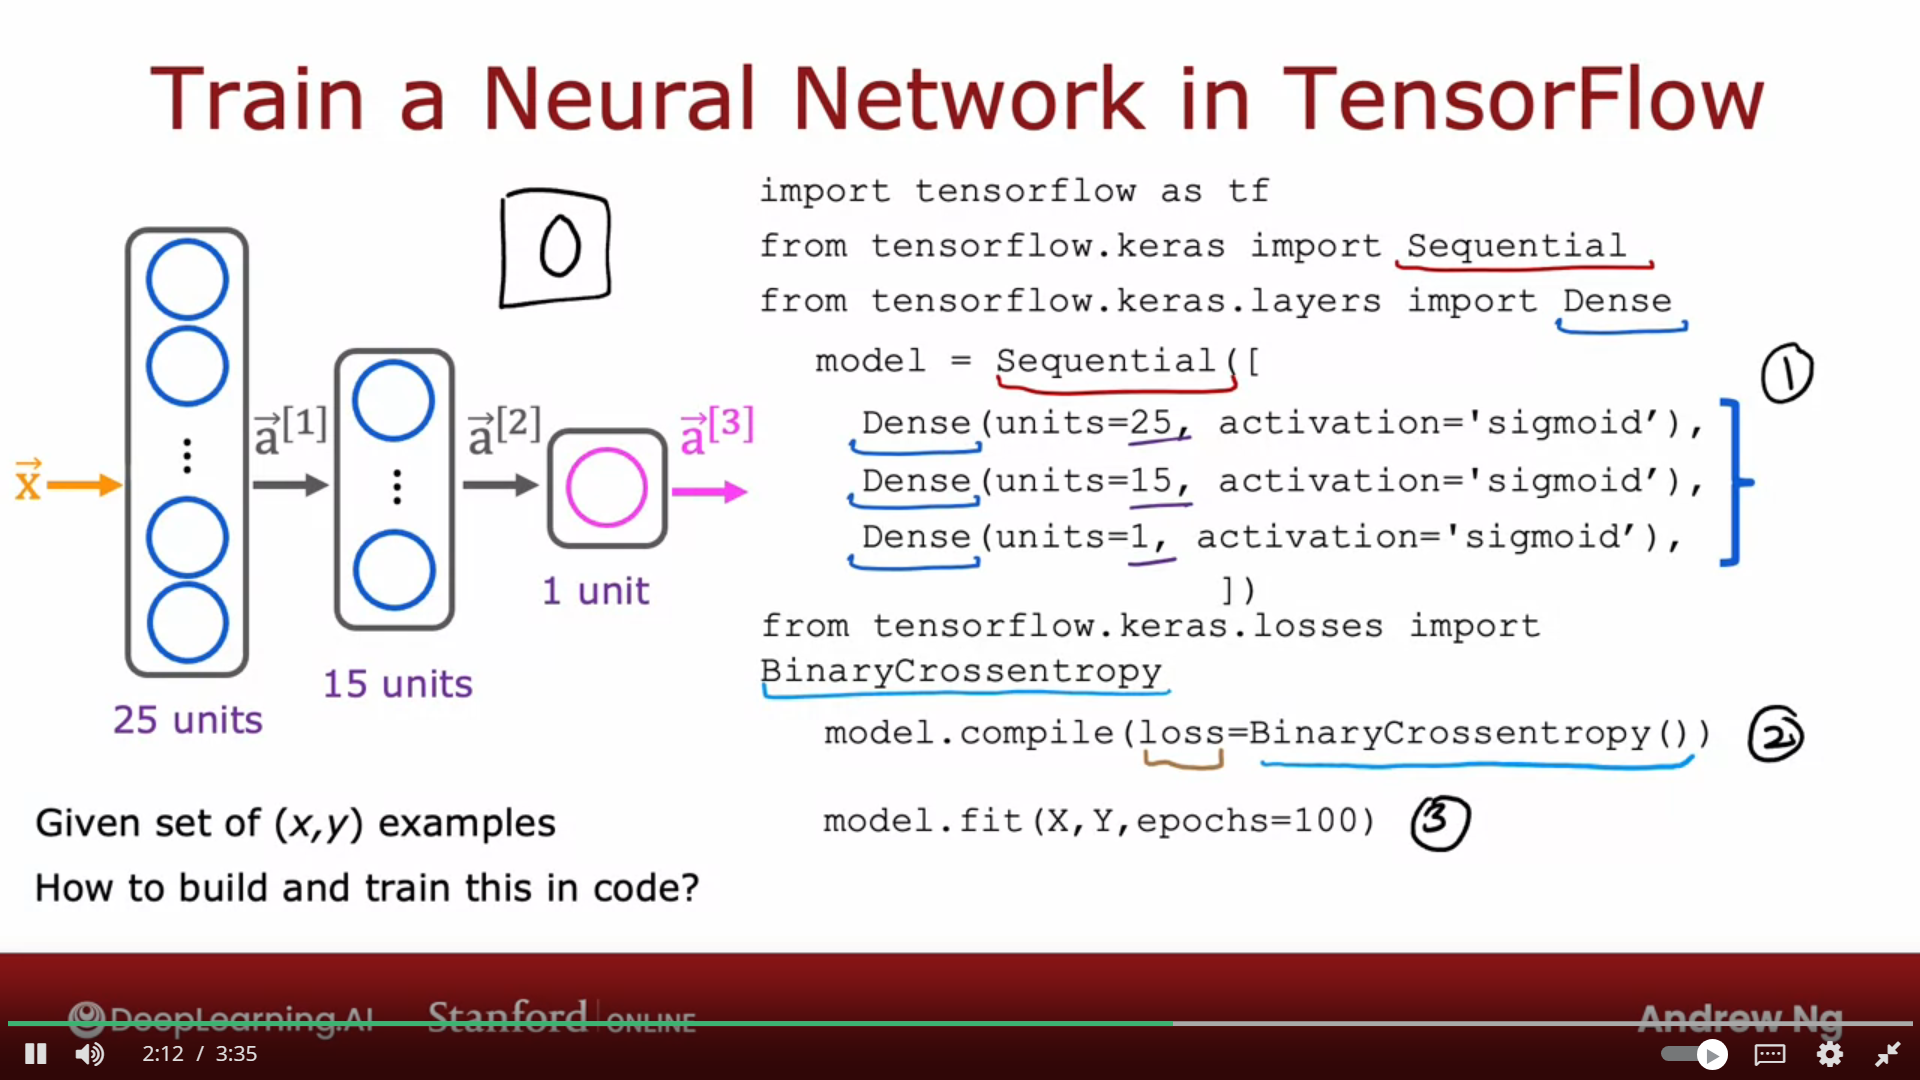 Train a Neural Network in TensorFlow
0
x⃗
a⃗[1]
a⃗[2]
a⃗[3]
25 units
15 units
1 unit
Given set of (x,y) examples
How to build and train this in code?
import tensorflow as tf
from tensorflow.keras import Sequential
from tensorflow.keras.layers import Dense
model = Sequential([
Dense(units=25, activation='sigmoid’),
Dense(units=15, activation='sigmoid’),
Dense(units=1, activation='sigmoid’),
])
1
from tensorflow.keras.losses import
BinaryCrossentropy
model.compile(loss=BinaryCrossentropy()) 2
model.fit(X,Y,epochs=100) 3
DeepLearning.AI Stanford | ONLINE Andrew Ng
2:12 / 3:35